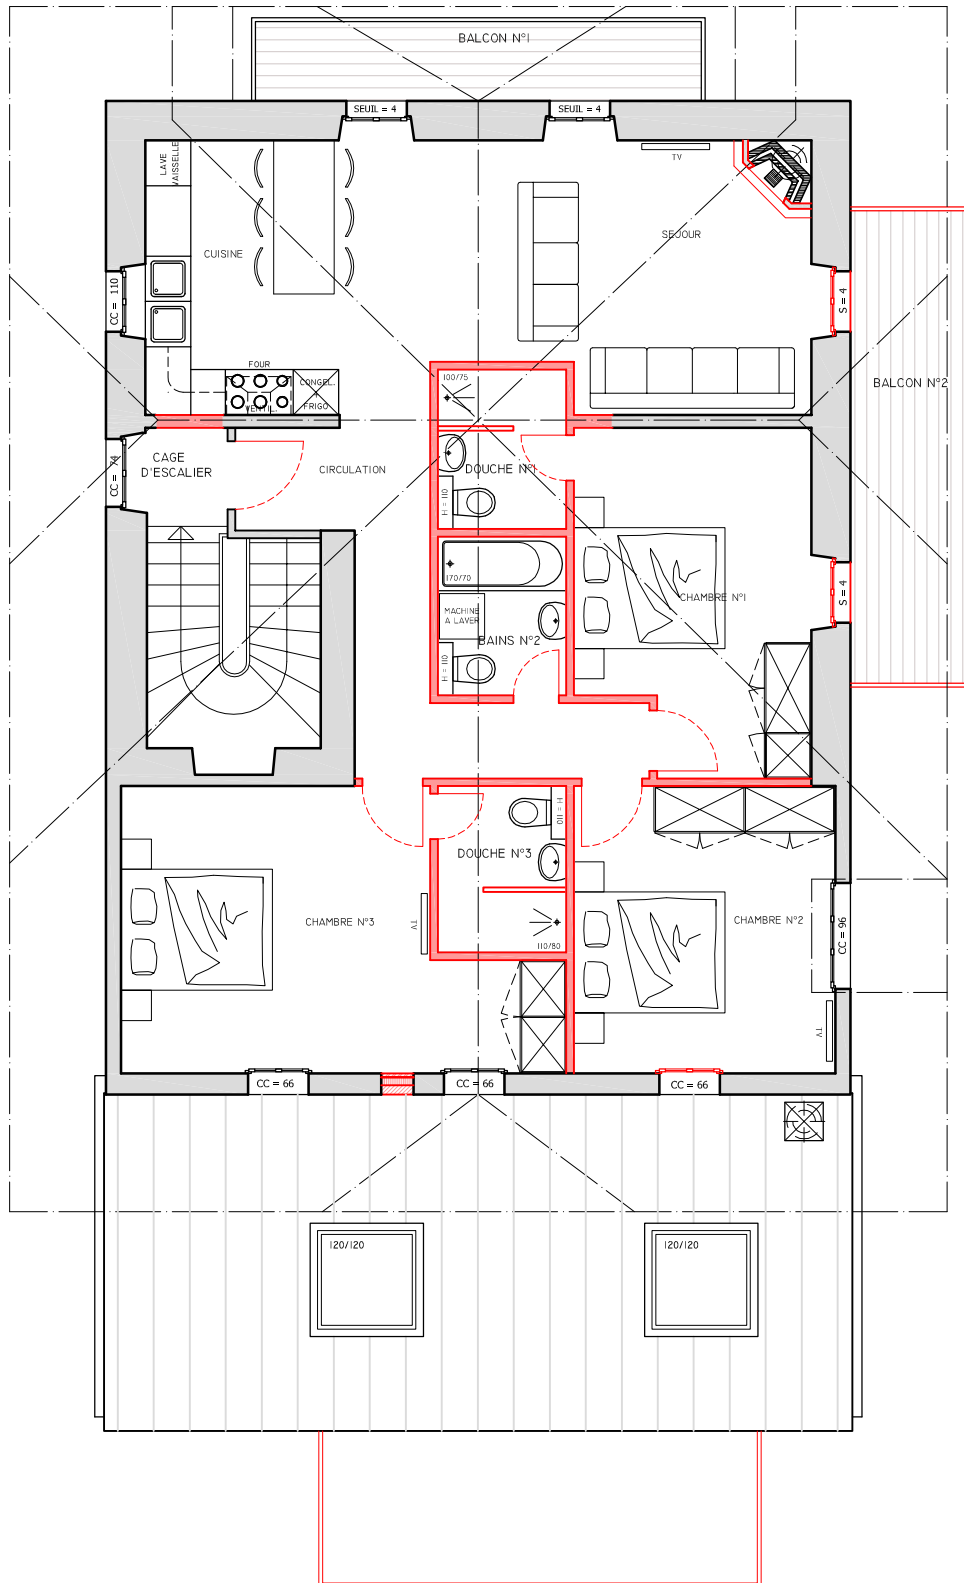 BALCON N°1
SEUIL = 4
SEUIL = 4
LAVE
VAISSELLE
TV
SEJOUR
CUISINE
CC = 110
S = 4
BALCON N°2
FOUR
CONGEL.
+
FRIGO
VENTIL.
100/75
CAGE
D'ESCALIER
CC = 74
CIRCULATION
DOUCHE N°1
H = 110
170/70
CHAMBRE N°1
S = 4
MACHINE
A LAVER
BAINS N°2
H = 110
H = 110
DOUCHE N°3
CHAMBRE N°3
TV
110/80
CHAMBRE N°2
CC = 96
TV
CC = 66
CC = 66
CC = 66
120/120
120/120